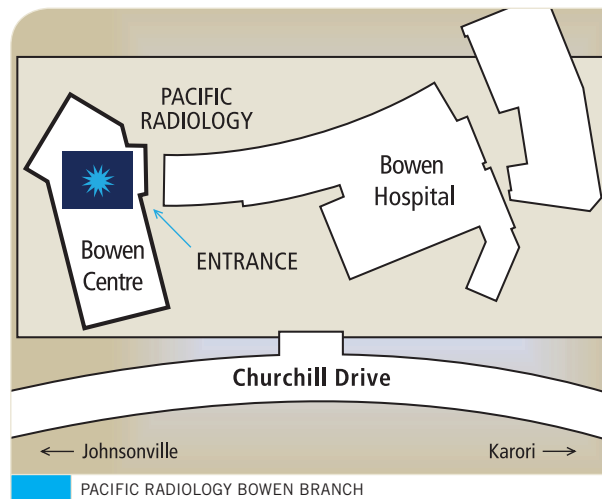 PACIFIC
RADIOLOGY
Bowen
Hospital
Bowen
Centre
ENTRANCE
Churchill Drive
← Johnsonville
Karori →
PACIFIC RADIOLOGY BOWEN BRANCH